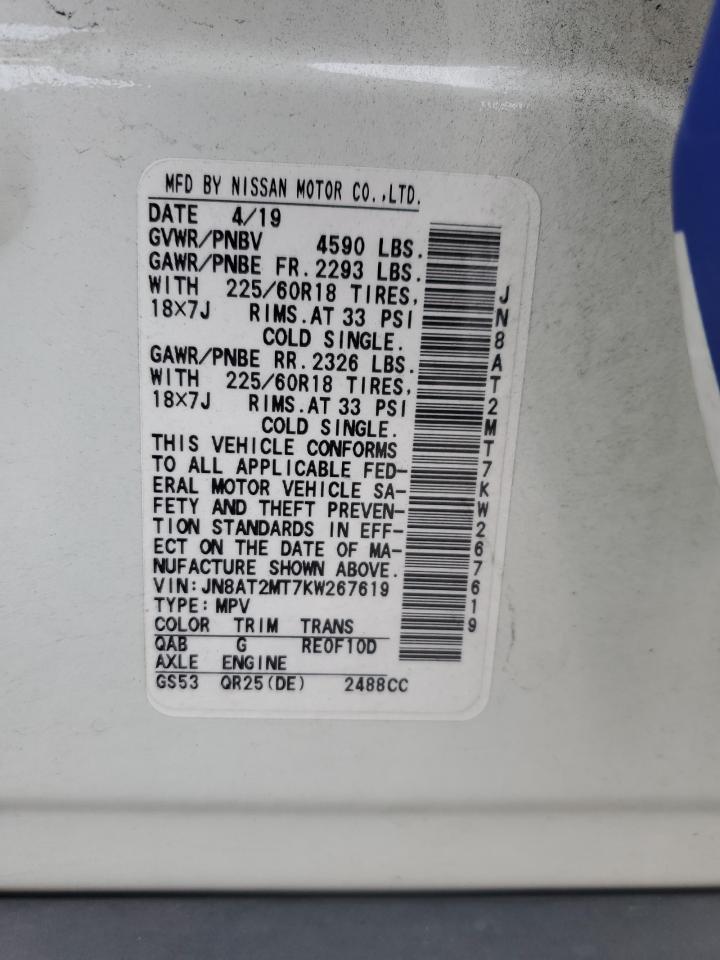 MFD BY NISSAN MOTOR CO.,LTD.
DATE 4/19
GVWR/PNBV 4590 LBS.
GAWR/PNBE FR.2293 LBS.
WITH 225/60R18 TIRES,
18X7J RIMS.AT 33 PSI
COLD SINGLE.
GAWR/PNBE RR.2326 LBS.
WITH 225/60R18 TIRES,
18X7J RIMS.AT 33 PSI
COLD SINGLE.
THIS VEHICLE CONFORMS
TO ALL APPLICABLE FED-
ERAL MOTOR VEHICLE SA-
FETY AND THEFT PREVEN-
TION STANDARDS IN EFF-
ECT ON THE DATE OF MA-
NUFACTURE SHOWN ABOVE.
VIN:JN8AT2MT7KW267619
TYPE:MPV
COLOR TRIM TRANS
QAB G RE0F10D
AXLE ENGINE
GS53 QR25(DE) 2488CC
JN8AT2MT7KW267619